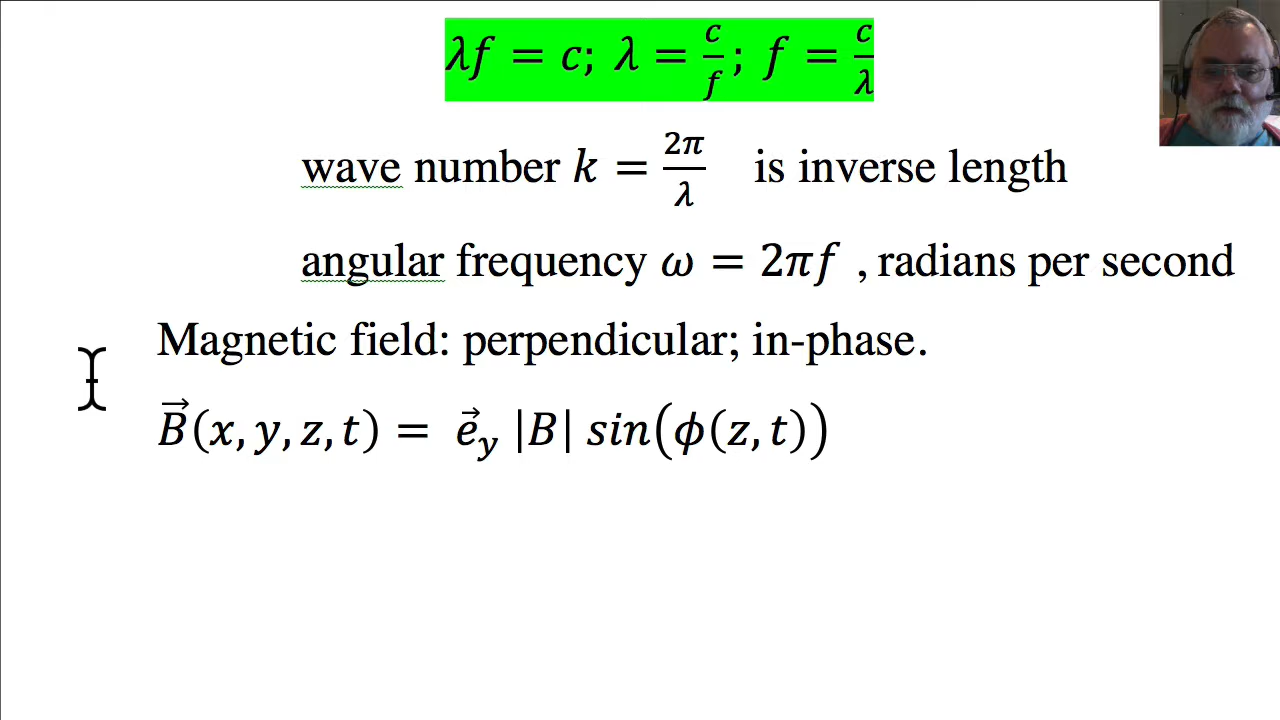 λf = c; λ = c/f; f = c/λ
wave number k = 2π/λ is inverse length
angular frequency ω = 2πf , radians per second
Magnetic field: perpendicular; in-phase.
B⃗(x, y, z, t) = e⃗_y |B| sin(ϕ(z, t))